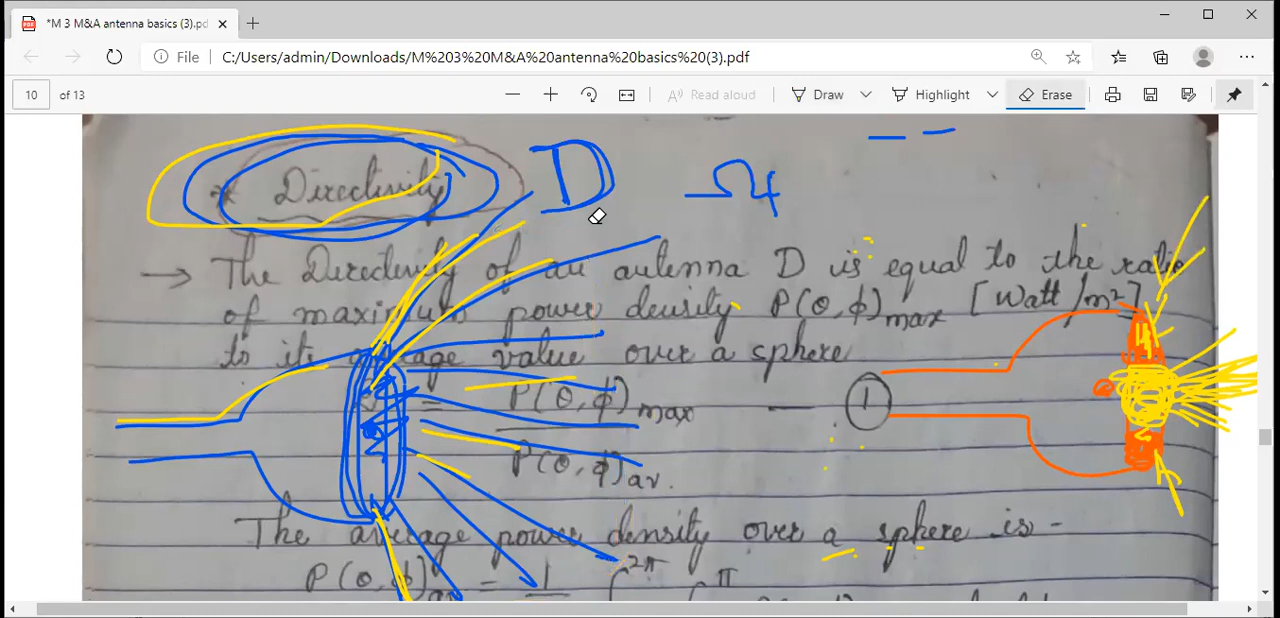 *M 3 M&A antenna basics (3).pd
File C:/Users/admin/Downloads/M%203%20M&A%20antenna%20basics%20(3).pdf
10 of 13 Read aloud Draw Highlight Erase
* Directivity D Ω
→ The Directivity of an antenna D is equal to the ratio
of maximum power density P(θ,φ)max [Watt/m²]
to its average value over a sphere
= P(θ,φ)max — 1
P(θ,φ)av.
The average power density over a sphere is -
P(θ,φ)av = 1 2π π